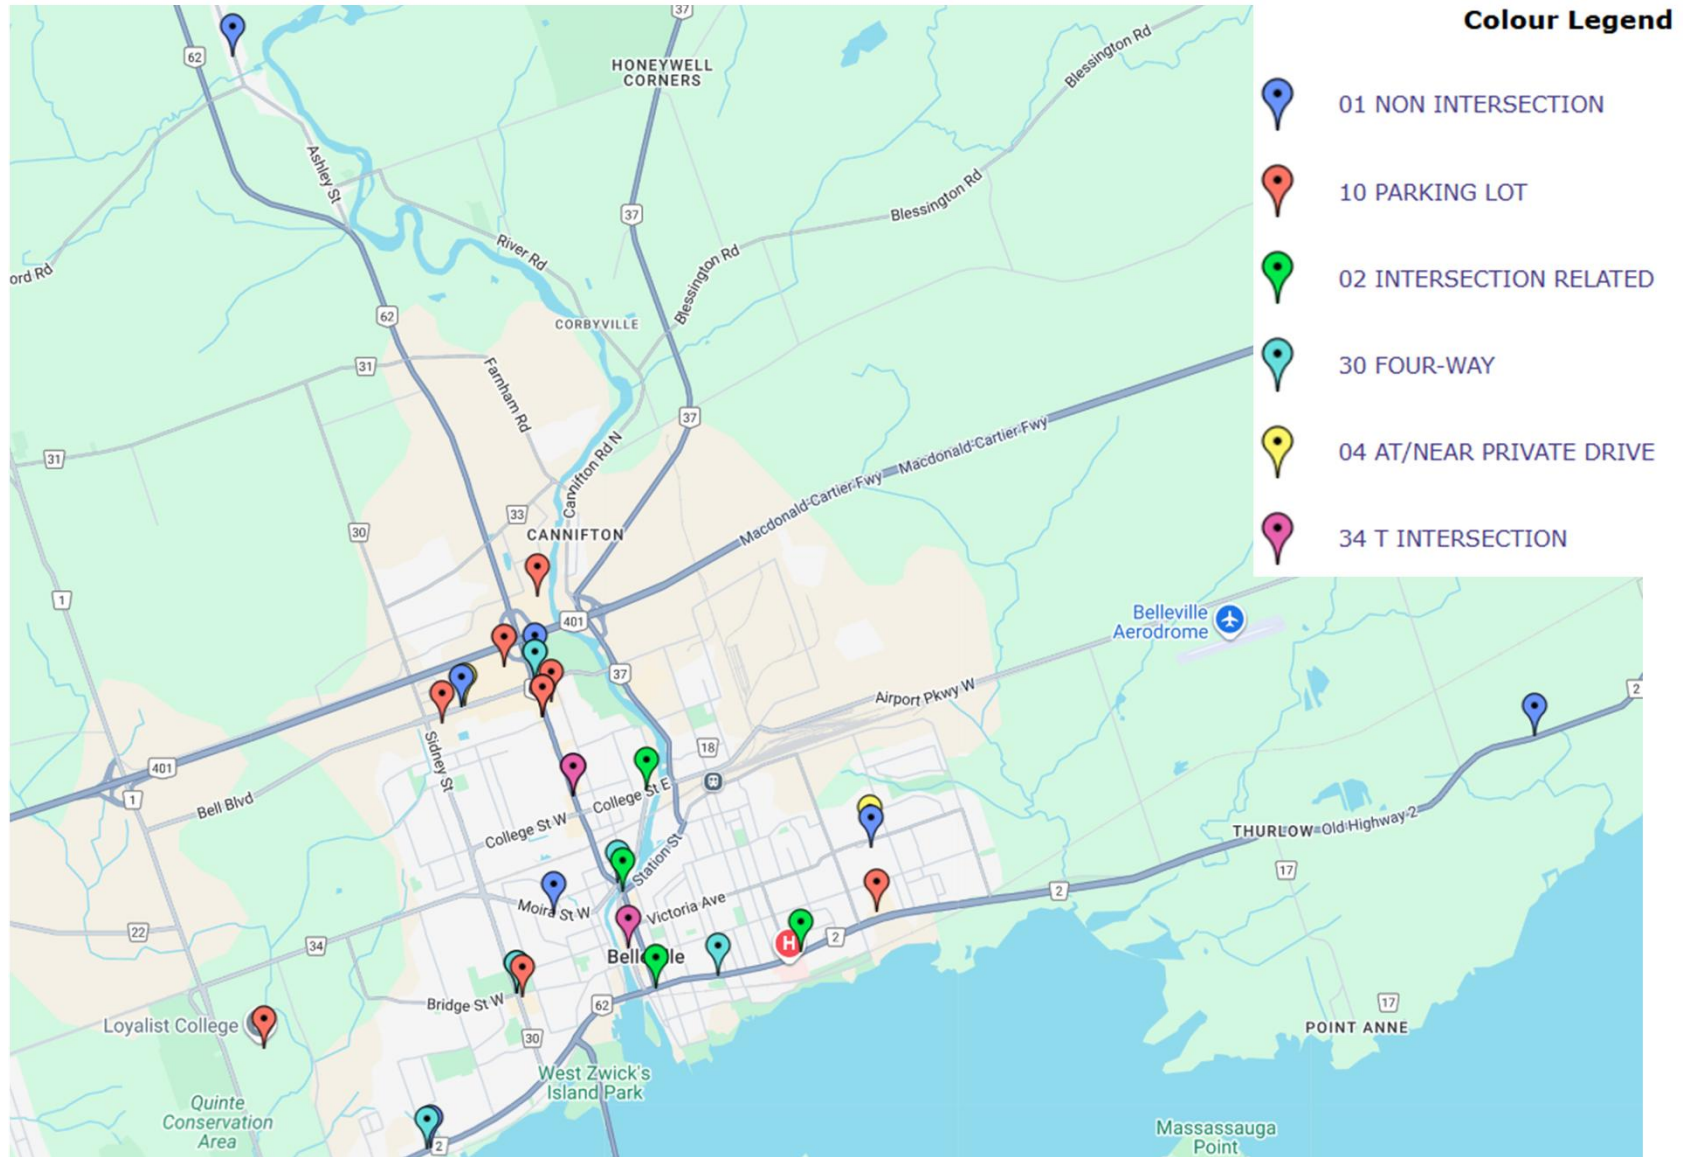 Colour Legend
01 NON INTERSECTION
10 PARKING LOT
02 INTERSECTION RELATED
30 FOUR-WAY
04 AT/NEAR PRIVATE DRIVE
34 T INTERSECTION
37
62
HONEYWELL
CORNERS
Blessington Rd
Ashley St
37
Blessington Rd
River Rd
Blessington Rd
ord Rd
62
CORBYVILLE
31
Farnham Rd
37
Macdonald-Cartier Fwy
31
Cannifton Rd N
Macdonald-Cartier Fwy
33
30
CANNIFTON
1
401
Belleville
Aerodrome
37
Airport Pkwy W
2
Sidney St
18
401
1
Bell Blvd
College St E
College St W
THURLOW
Old Highway 2
Station St
17
2
Moira St W
Victoria Ave
22
34
H
2
Bell
lle
Bridge St W
62
17
Loyalist College
POINT ANNE
30
West Zwick's
Island Park
Quinte
Conservation
Area
2
Massassauga
Point